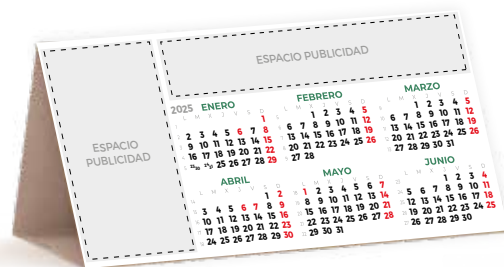 ESPACIO PUBLICIDAD
ESPACIO
PUBLICIDAD
2025 ENERO
L M X J V S D
1
2 3 4 5 6 7 8
9 10 11 12 13 14 15
16 17 18 19 20 21 22
25 26 27 28 29
FEBRERO
L M X J V S D
1 2 3 4 5
6 7 8 9 10 11 12
13 14 15 16 17 18 19
20 21 22 23 24 25 26
27 28
MARZO
L M X J V S D
1 2 3 4 5
6 7 8 9 10 11 12
13 14 15 16 17 18 19
20 21 22 23 24 25 26
27 28 29 30 31
ABRIL
L M X J V S D
1 2
3 4 5 6 7 8 9
10 11 12 13 14 15 16
17 18 19 20 21 22 23
24 25 26 27 28 29 30
MAYO
L M X J V S D
1 2 3 4 5 6 7
8 9 10 11 12 13 14
15 16 17 18 19 20 21
22 23 24 25 26 27 28
29 30 31
JUNIO
L M X J V S D
1 2 3 4
5 6 7 8 9 10 11
12 13 14 15 16 17 18
19 20 21 22 23 24 25
26 27 28 29 30